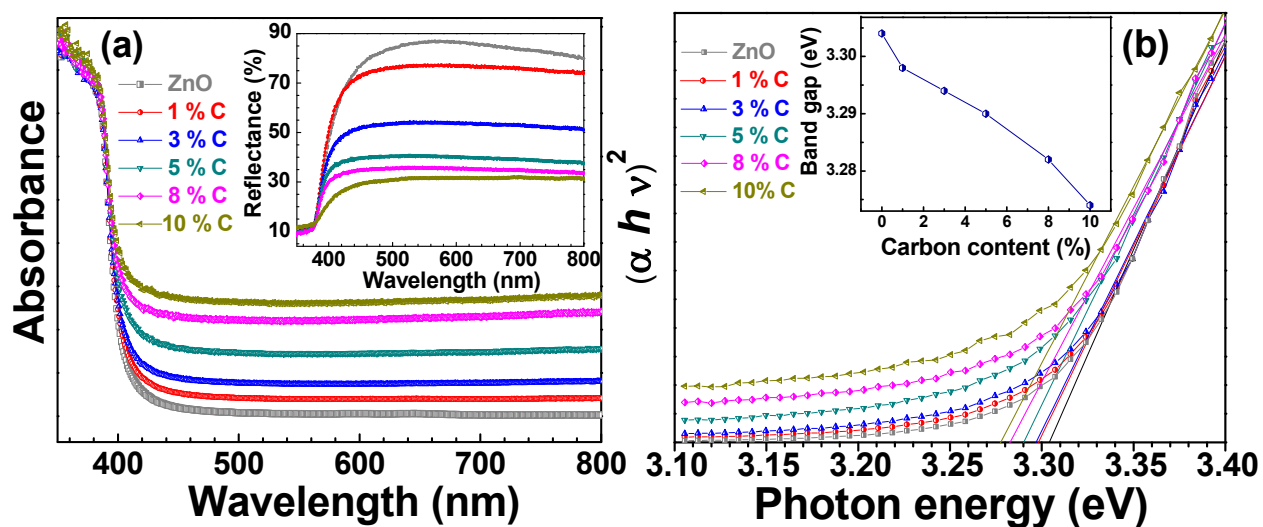 (a)
Absorbance
ZnO
1 % C
3 % C
5 % C
8 % C
10 % C
Reflectance (%)
90
70
50
30
10
400 500 600 700 800
Wavelength (nm)
400 500 600 700 800
Wavelength (nm)
(b)
(α h ν)²
ZnO
1 % C
3 % C
5 % C
8 % C
10% C
Band gap (eV)
3.30
3.29
3.28
0 2 4 6 8 10
Carbon content (%)
3.10 3.15 3.20 3.25 3.30 3.35 3.40
Photon energy (eV)